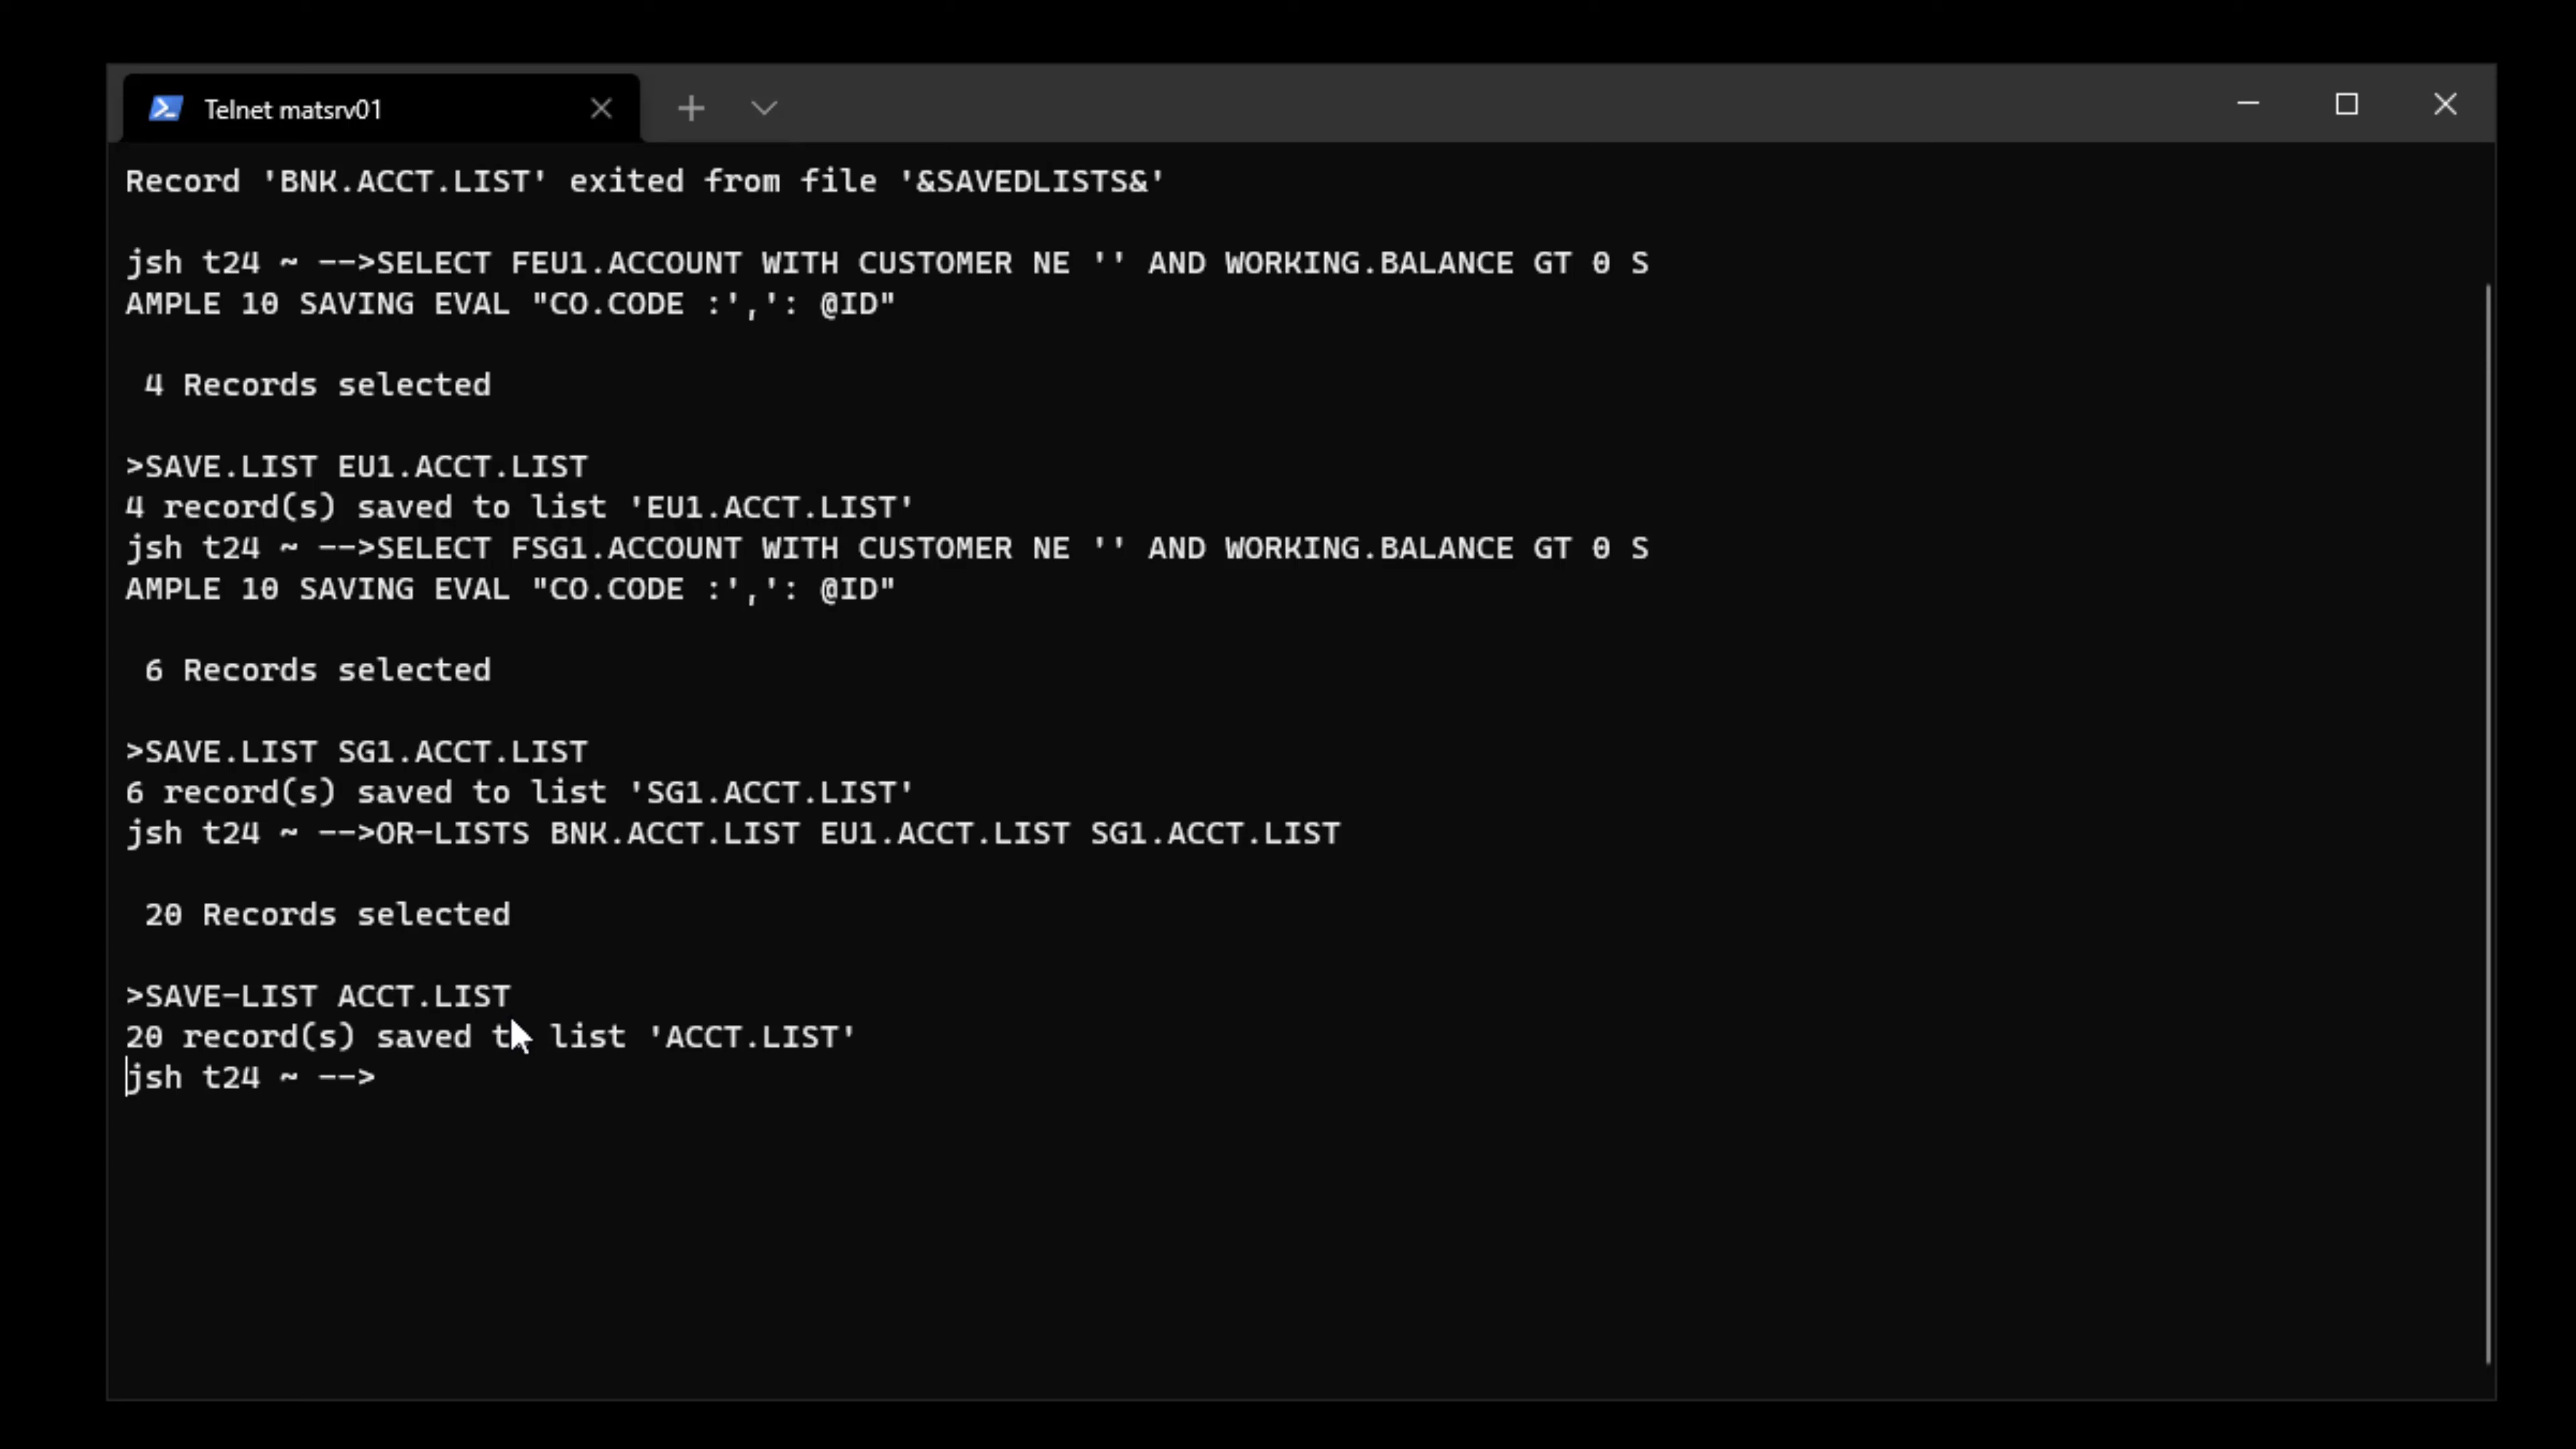 Telnet matsrv01
Record 'BNK.ACCT.LIST' exited from file '&SAVEDLISTS&'
jsh t24 ~ -->SELECT FEU1.ACCOUNT WITH CUSTOMER NE '' AND WORKING.BALANCE GT 0 S
AMPLE 10 SAVING EVAL "CO.CODE :',': @ID"
4 Records selected
>SAVE.LIST EU1.ACCT.LIST
4 record(s) saved to list 'EU1.ACCT.LIST'
jsh t24 ~ -->SELECT FSG1.ACCOUNT WITH CUSTOMER NE '' AND WORKING.BALANCE GT 0 S
AMPLE 10 SAVING EVAL "CO.CODE :',': @ID"
6 Records selected
>SAVE.LIST SG1.ACCT.LIST
6 record(s) saved to list 'SG1.ACCT.LIST'
jsh t24 ~ -->OR-LISTS BNK.ACCT.LIST EU1.ACCT.LIST SG1.ACCT.LIST
20 Records selected
>SAVE-LIST ACCT.LIST
20 record(s) saved to list 'ACCT.LIST'
jsh t24 ~ -->